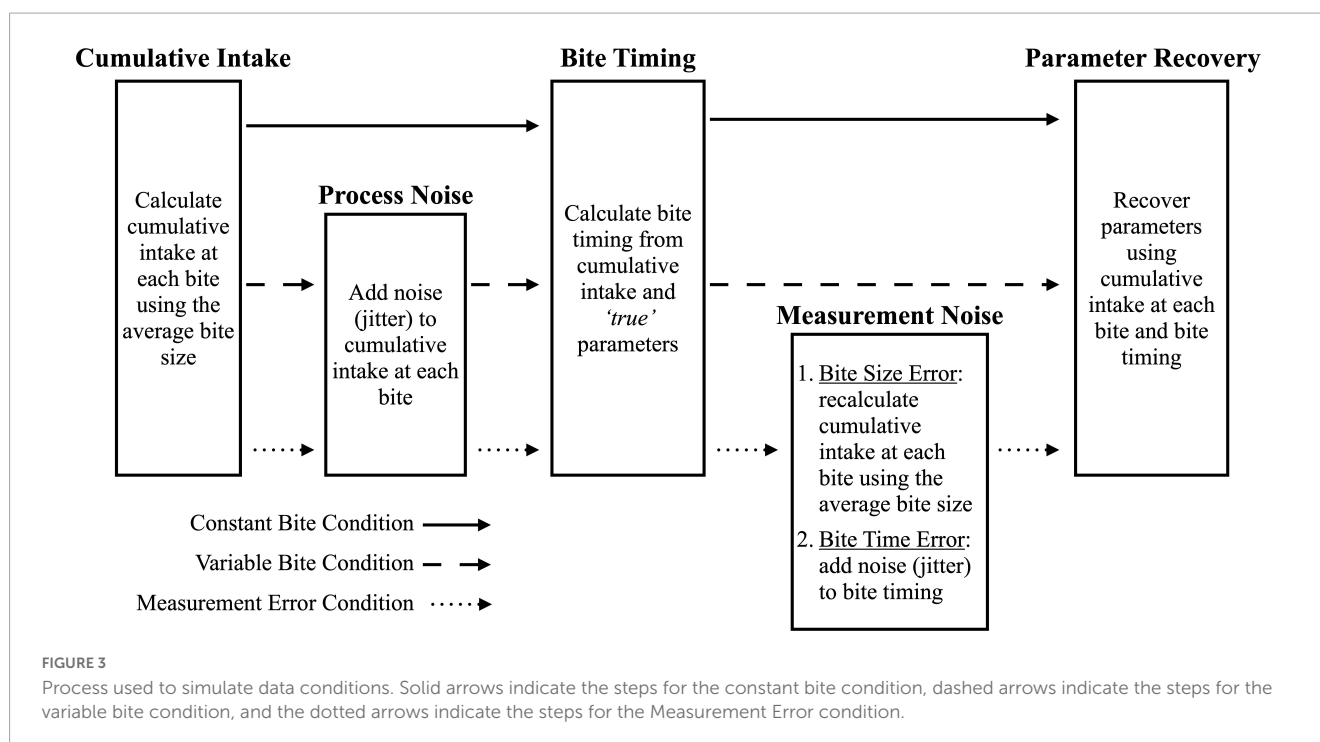 Cumulative Intake
Calculate
cumulative
intake at
each bite
using the
average bite
size
Process Noise
Add noise
(jitter) to
cumulative
intake at each
bite
Bite Timing
Calculate bite
timing from
cumulative
intake and
‘true’
parameters
Measurement Noise
1. Bite Size Error:
recalculate
cumulative
intake at each
bite using the
average bite size
2. Bite Time Error:
add noise (jitter)
to bite timing
Parameter Recovery
Recover
parameters
using
cumulative
intake at each
bite and bite
timing
Constant Bite Condition
Variable Bite Condition
Measurement Error Condition
FIGURE 3
Process used to simulate data conditions. Solid arrows indicate the steps for the constant bite condition, dashed arrows indicate the steps for the
variable bite condition, and the dotted arrows indicate the steps for the Measurement Error condition.